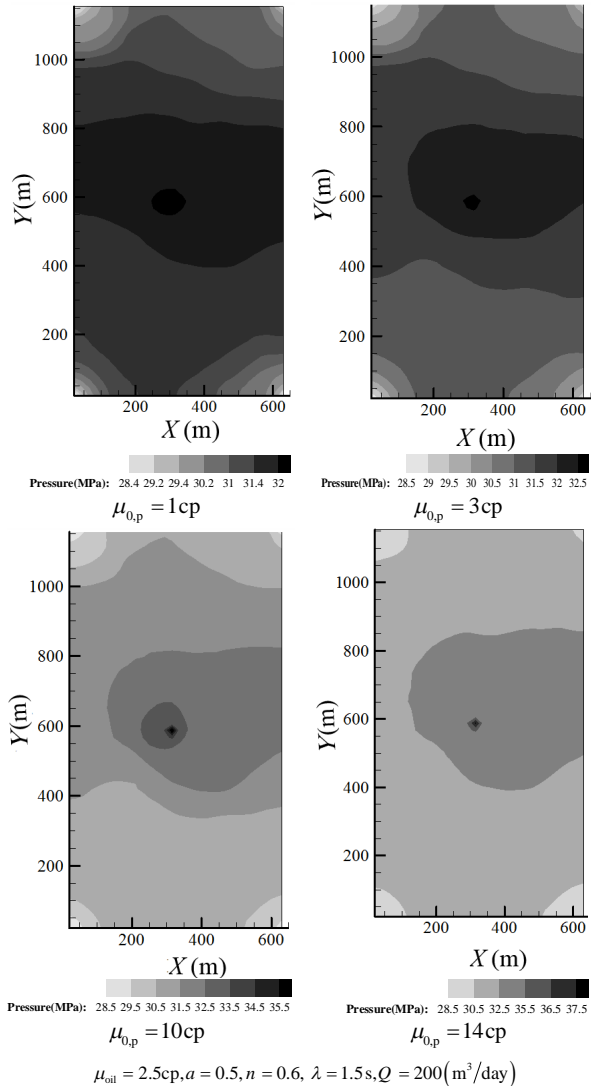 1000
800
600
400
200
Y(m)
200 400 600
X(m)
Pressure(MPa): 28.4 29.2 29.4 30.2 31 31.4 32
μ0,p = 1cp
1000
800
600
400
200
Y(m)
200 400 600
X(m)
Pressure(MPa): 28.5 29 29.5 30 30.5 31 31.5 32 32.5
μ0,p = 3cp
1000
800
600
400
200
Y(m)
200 400 600
X(m)
Pressure(MPa): 28.5 29.5 30.5 31.5 32.5 33.5 34.5 35.5
μ0,p = 10cp
1000
800
600
400
200
Y(m)
200 400 600
X(m)
Pressure(MPa): 28.5 30.5 32.5 35.5 36.5 37.5
μ0,p = 14cp
μoil = 2.5cp, a = 0.5, n = 0.6, λ = 1.5s, Q = 200(m³/day)